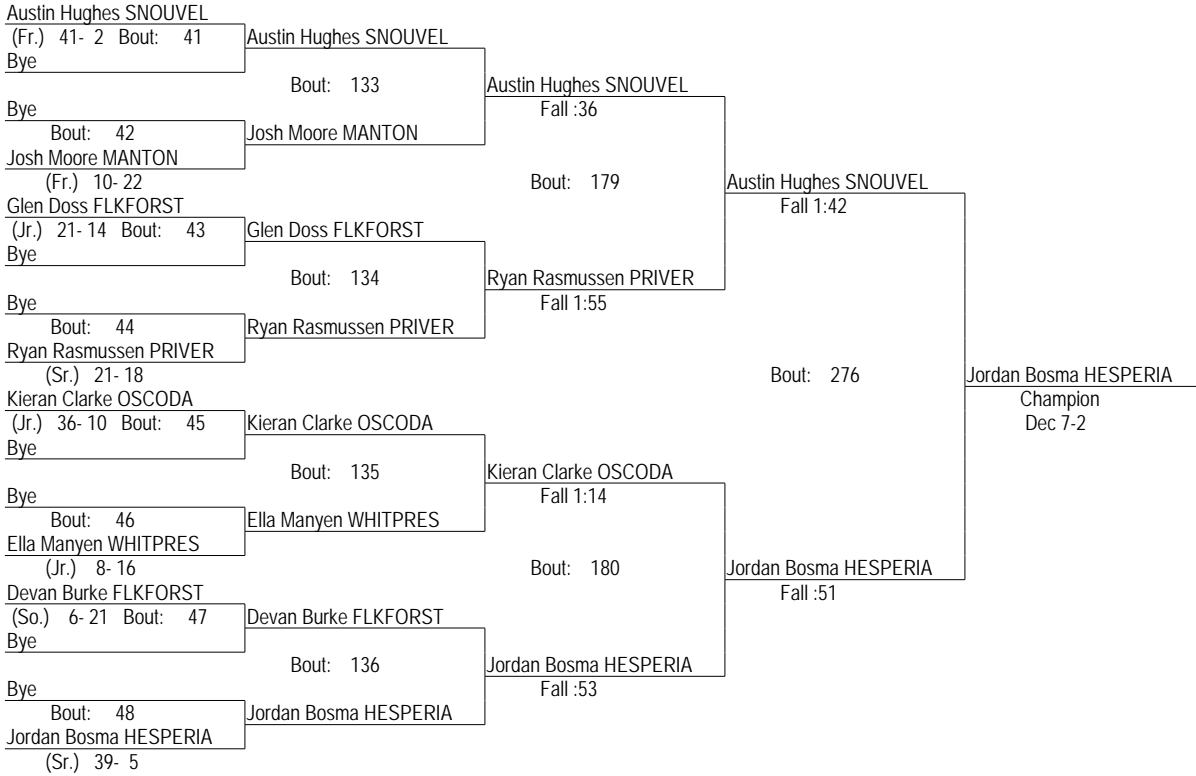 Austin Hughes SNOUVEL
(Fr.) 41- 2 Bout: 41
Austin Hughes SNOUVEL
Bye
Bout: 133
Austin Hughes SNOUVEL
Bye
Fall :36
Bout: 42
Josh Moore MANTON
Josh Moore MANTON
(Fr.) 10- 22
Bout: 179
Austin Hughes SNOUVEL
Glen Doss FLKFORST
Fall 1:42
(Jr.) 21- 14 Bout: 43
Glen Doss FLKFORST
Bye
Bout: 134
Ryan Rasmussen PRIVER
Bye
Fall 1:55
Bout: 44
Ryan Rasmussen PRIVER
Ryan Rasmussen PRIVER
(Sr.) 21- 18
Bout: 276
Jordan Bosma HESPERIA
Kieran Clarke OSCODA
Champion
(Jr.) 36- 10 Bout: 45
Kieran Clarke OSCODA
Dec 7-2
Bye
Bout: 135
Kieran Clarke OSCODA
Bye
Fall 1:14
Bout: 46
Ella Manyen WHITPRES
Ella Manyen WHITPRES
(Jr.) 8- 16
Bout: 180
Jordan Bosma HESPERIA
Devan Burke FLKFORST
Fall :51
(So.) 6- 21 Bout: 47
Devan Burke FLKFORST
Bye
Bout: 136
Jordan Bosma HESPERIA
Bye
Fall :53
Bout: 48
Jordan Bosma HESPERIA
Jordan Bosma HESPERIA
(Sr.) 39- 5